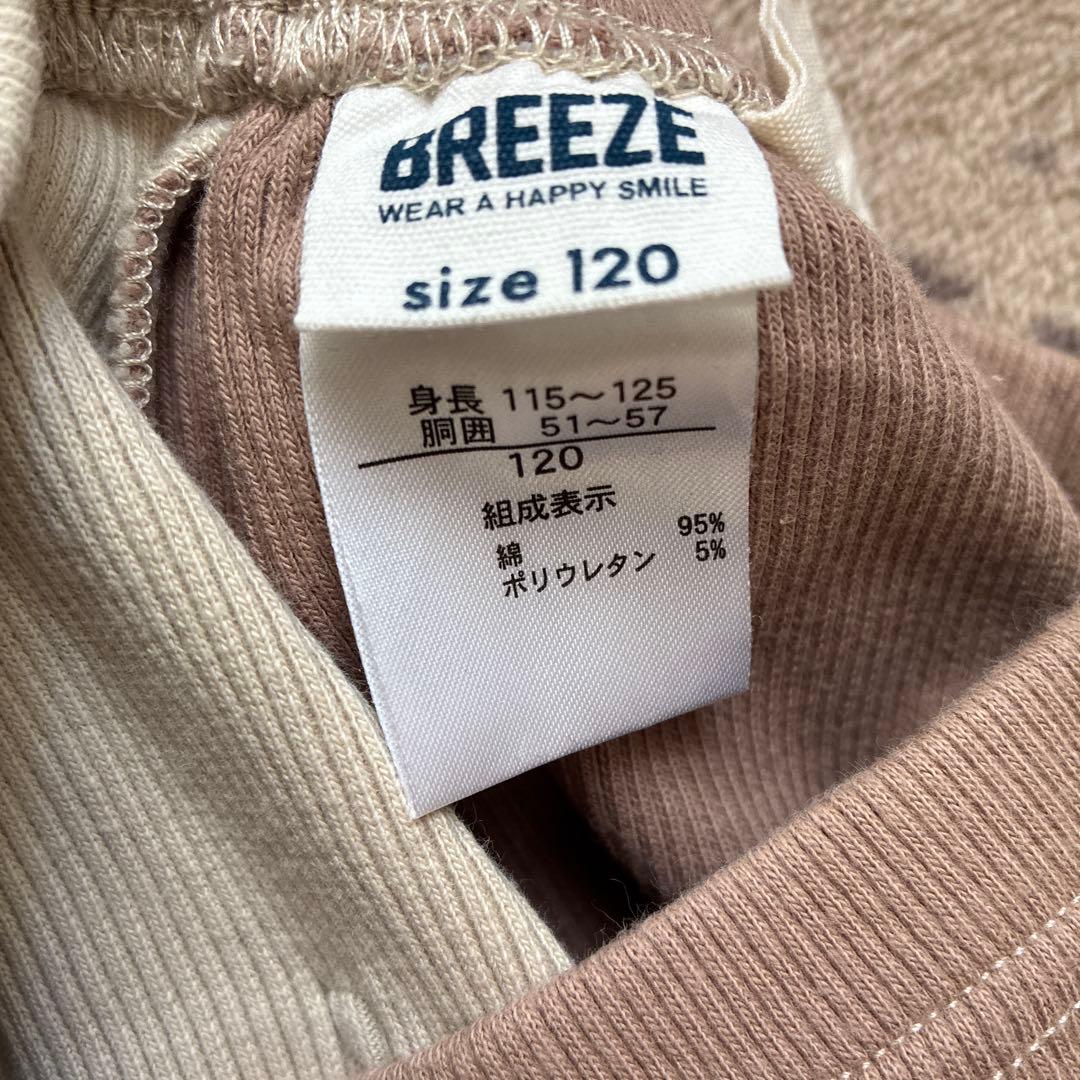 BREEZE
WEAR A HAPPY SMILE
size 120
身長 115～125
胴囲 51～57
120
組成表示
綿 95%
ポリウレタン 5%